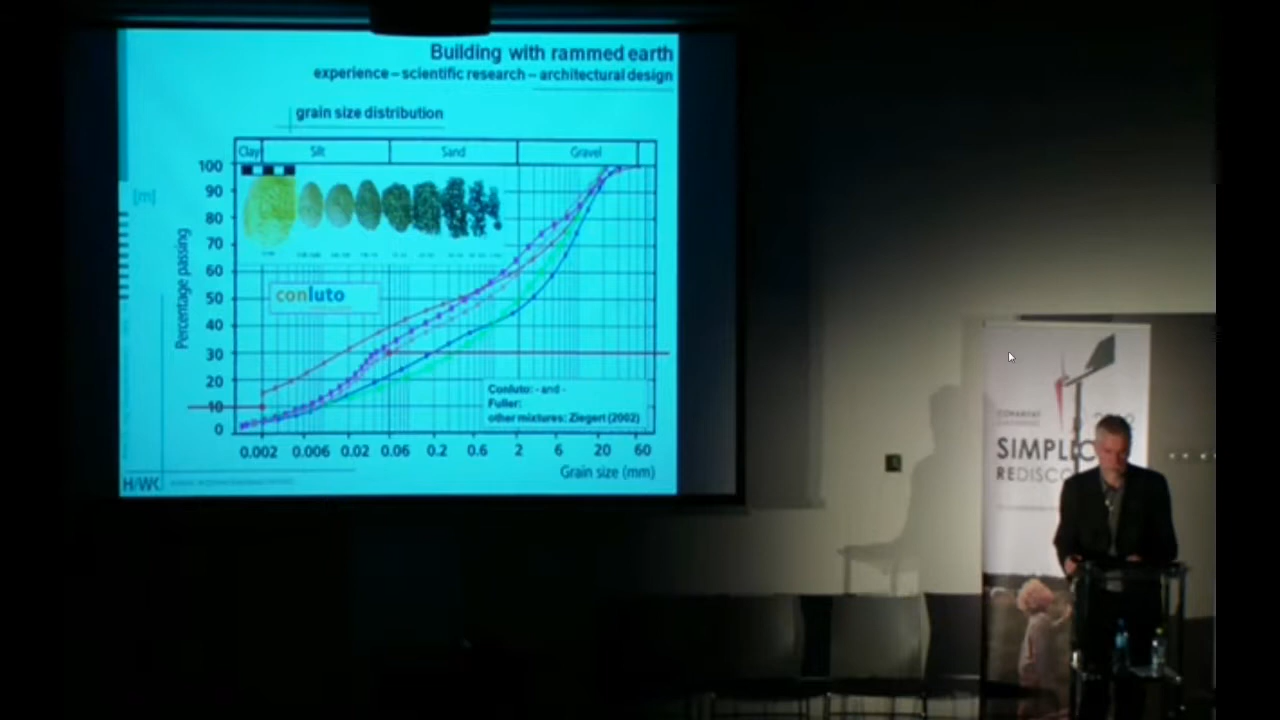 Building with rammed earth
experience – scientific research – architectural design
grain size distribution
Clay Silt Sand Gravel
[m]
100
90
80
70
60
50
40
30
20
10
0
Percentage passing
conluto
Conluto: - and -
Fuller:
other mixtures: Ziegert (2002)
0.002 0.006 0.02 0.06 0.2 0.6 2 6 20 60
Grain size (mm)
HAWK
SIMPLIC
REDISCO